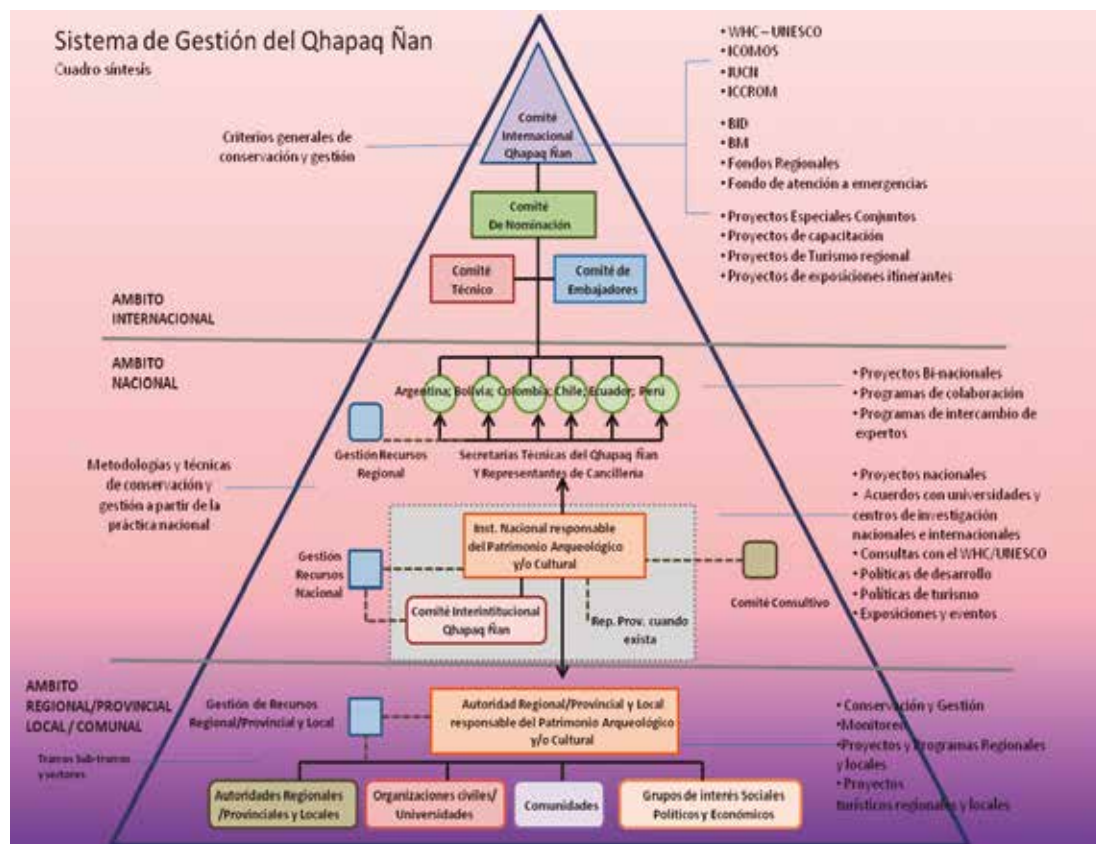 Sistema de Gestión del Qhapaq Ñan
Cuadro síntesis
• WHC – UNESCO
• ICOMOS
• IUCN
• ICCROM
• BID
• BM
• Fondos Regionales
• Fondo de atención a emergencias
• Proyectos Especiales Conjuntos
• Proyectos de capacitación
• Proyectos de Turismo regional
• Proyectos de exposiciones itinerantes
Criterios generales de
conservación y gestión
Comité
Internacional
Qhapaq Ñan
Comité
De Nominación
Comité
Técnico
Comité de
Embajadores
AMBITO
INTERNACIONAL
AMBITO
NACIONAL
Argentina; Bolivia; Colombia; Chile; Ecuador; Perú
• Proyectos Bi-nacionales
• Programas de colaboración
• Programas de intercambio de
expertos
Gestión Recursos
Regional
Secretarías Técnicas del Qhapaq Ñan
Y Representantes de Cancillería
Metodologías y técnicas
de conservación y
gestión a partir de la
práctica nacional
• Proyectos nacionales
• Acuerdos con universidades y
centros de investigación
nacionales e internacionales
• Consultas con el WHC/UNESCO
• Políticas de desarrollo
• Políticas de turismo
• Exposiciones y eventos
Inst. Nacional responsable
del Patrimonio Arqueológico
y/o Cultural
Gestión
Recursos
Nacional
Comité Interintitucional
Qhapaq Ñan
Rep. Prov. cuando
exista
Comité Consultivo
AMBITO
REGIONAL/PROVINCIAL
LOCAL / COMUNAL
Gestión de Recursos
Regional/Provincial y Local
Autoridad Regional/Provincial y Local
responsable del Patrimonio Arqueológico
y/o Cultural
• Conservación y Gestión
• Monitoreo
• Proyectos y Programas Regionales
y locales
• Proyectos
turísticos regionales y locales
Tramos Sub-tramos
y sectores
Autoridades Regionales
/Provinciales y Locales
Organizaciones civiles/
Universidades
Comunidades
Grupos de interés Sociales
Políticos y Económicos